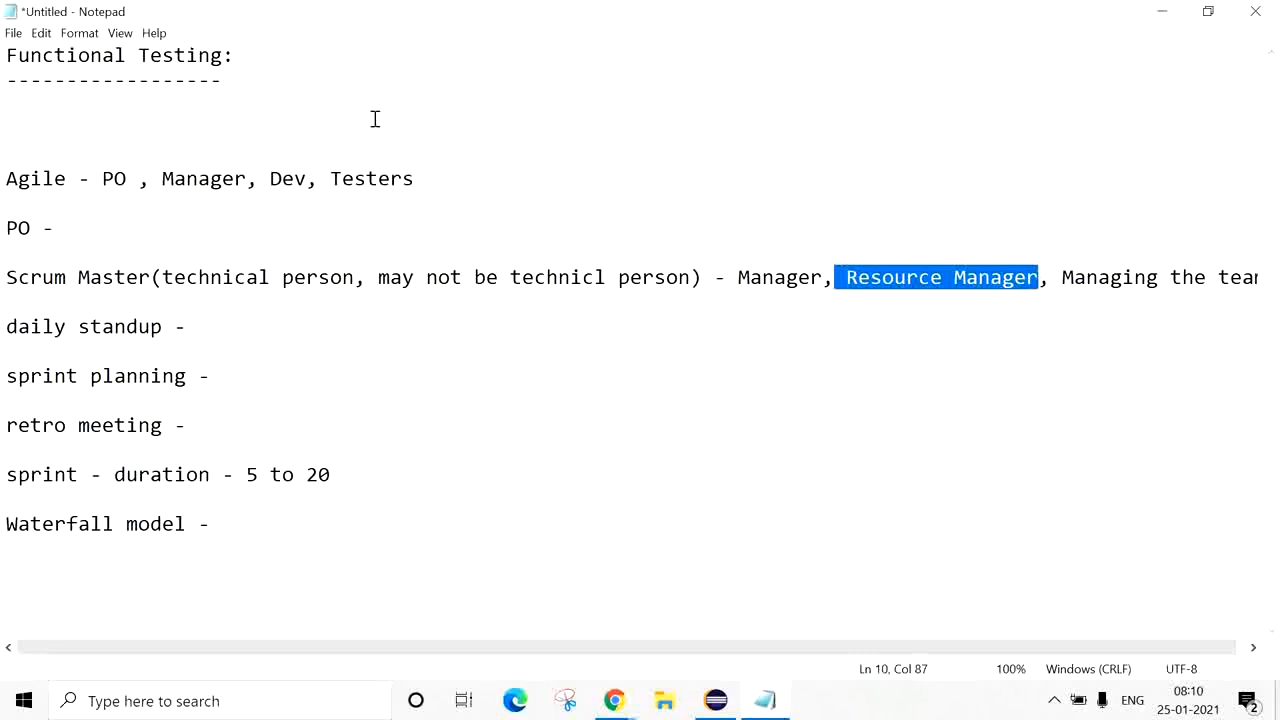 *Untitled - Notepad
File Edit Format View Help
Functional Testing:
------------------
Agile - PO , Manager, Dev, Testers
PO -
Scrum Master(technical person, may not be technicl person) - Manager, Resource Manager, Managing the tear
daily standup -
sprint planning -
retro meeting -
sprint - duration - 5 to 20
Waterfall model -
Ln 10, Col 87 100% Windows (CRLF) UTF-8
Type here to search
ENG
08:10
25-01-2021
2